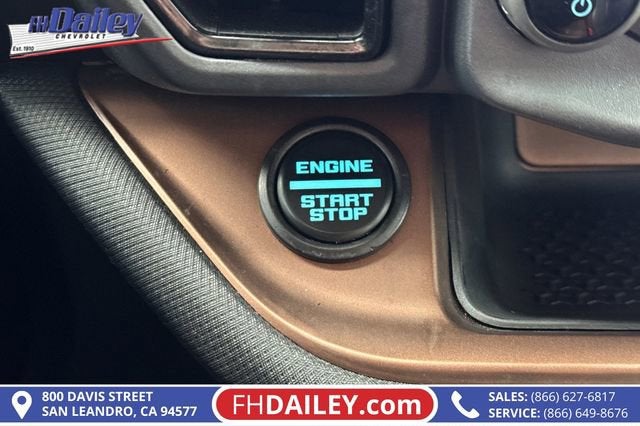 FHDailey
CHEVROLET
Est. 1910
ENGINE
START
STOP
800 DAVIS STREET
SAN LEANDRO, CA 94577
FHDAILEY.com
SALES: (866) 627-6817
SERVICE: (866) 649-8676